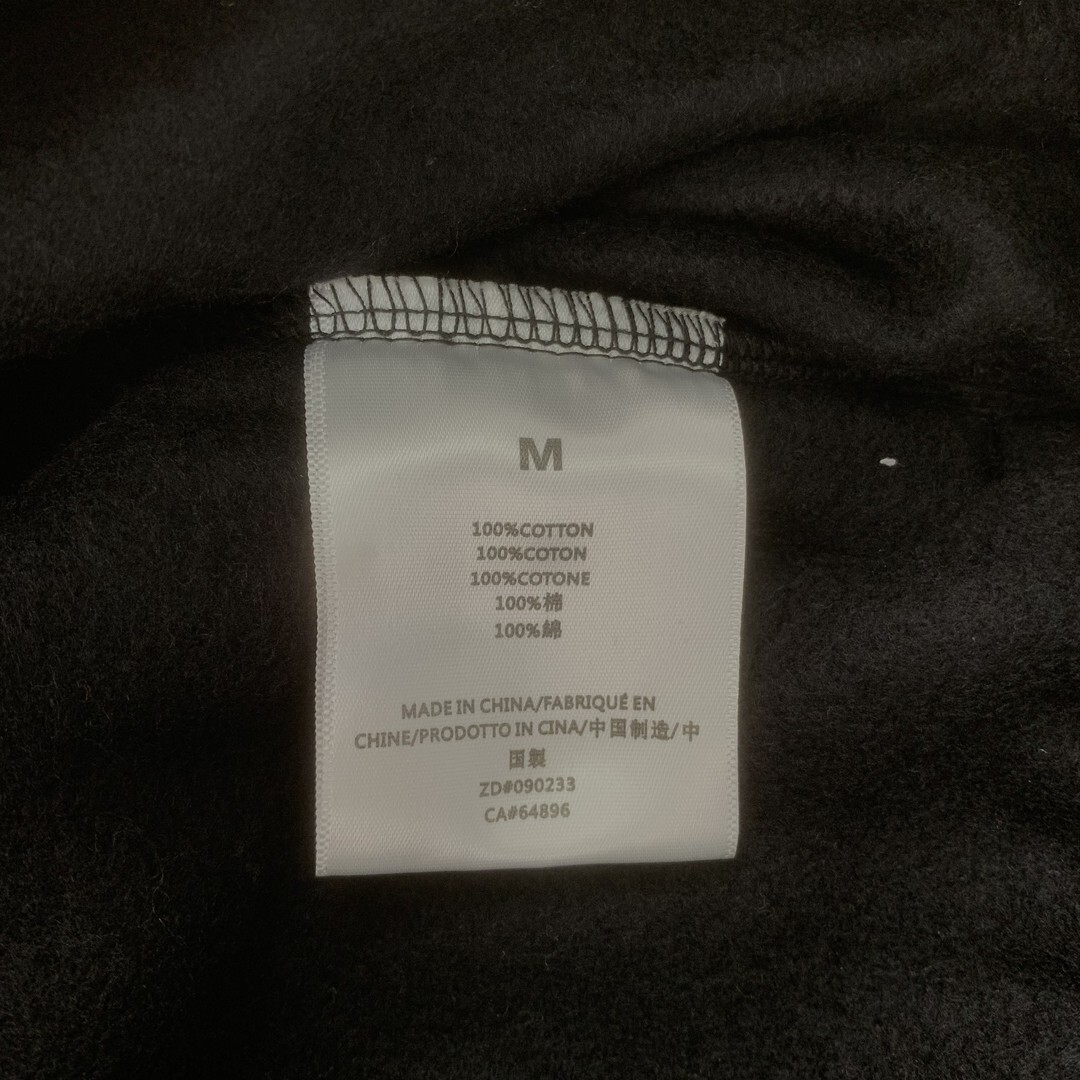 M
100%COTTON
100%COTON
100%COTONE
100%棉
100%綿
MADE IN CHINA/FABRIQUÉ EN
CHINE/PRODOTTO IN CINA/中国制造/中
国製
ZD#090233
CA#64896